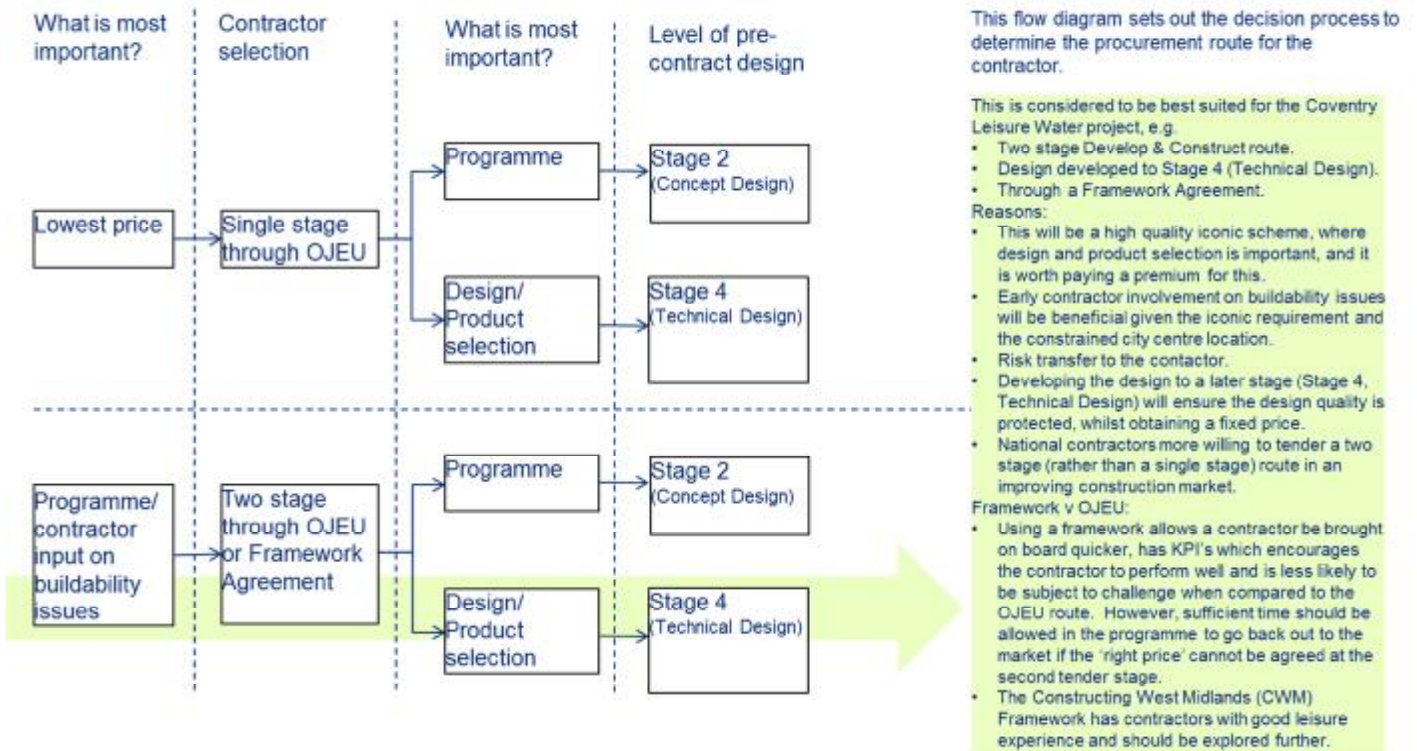 What is most
important?
Contractor
selection
What is most
important?
Level of pre-
contract design
Lowest price
Single stage
through OJEU
Programme
Stage 2
(Concept Design)
Design/
Product
selection
Stage 4
(Technical Design)
Programme/
contractor
input on
buildability
issues
Two stage
through OJEU
or Framework
Agreement
Programme
Stage 2
(Concept Design)
Design/
Product
selection
Stage 4
(Technical Design)
This flow diagram sets out the decision process to
determine the procurement route for the
contractor.
This is considered to be best suited for the Coventry
Leisure Water project, e.g.
• Two stage Develop & Construct route.
• Design developed to Stage 4 (Technical Design).
• Through a Framework Agreement.
Reasons:
• This will be a high quality iconic scheme, where
design and product selection is important, and it
is worth paying a premium for this.
• Early contractor involvement on buildability issues
will be beneficial given the iconic requirement and
the constrained city centre location.
• Risk transfer to the contactor.
• Developing the design to a later stage (Stage 4,
Technical Design) will ensure the design quality is
protected, whilst obtaining a fixed price.
• National contractors more willing to tender a two
stage (rather than a single stage) route in an
improving construction market.
Framework v OJEU:
• Using a framework allows a contractor be brought
on board quicker, has KPI's which encourages
the contractor to perform well and is less likely to
be subject to challenge when compared to the
OJEU route. However, sufficient time should be
allowed in the programme to go back out to the
market if the 'right price' cannot be agreed at the
second tender stage.
• The Constructing West Midlands (CWM)
Framework has contractors with good leisure
experience and should be explored further.